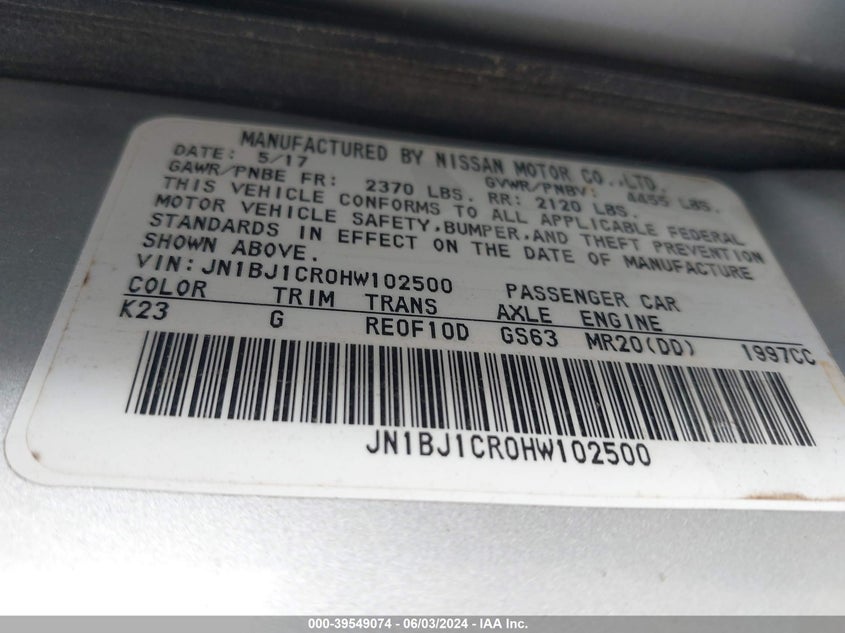 MANUFACTURED BY NISSAN MOTOR CO.,LTD.
DATE: 5/17 GVWR/PNBV: 4455 LBS.
GAWR/PNBE FR: 2370 LBS. RR: 2120 LBS.
THIS VEHICLE CONFORMS TO ALL APPLICABLE FEDERAL
MOTOR VEHICLE SAFETY,BUMPER,AND THEFT PREVENTION
STANDARDS IN EFFECT ON THE DATE OF MANUFACTURE
SHOWN ABOVE.
VIN:JN1BJ1CR0HW102500 PASSENGER CAR
COLOR TRIM TRANS AXLE ENGINE
K23 G RE0F10D GS63 MR20(DD) 1997CC
JN1BJ1CR0HW102500
000-39549074 - 06/03/2024 - IAA Inc.